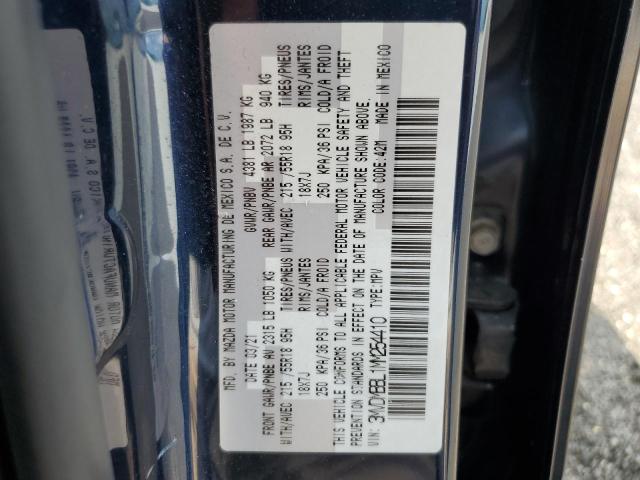 MFG. BY MAZDA MOTOR MANUFACTURING DE MEXICO S.A. DE C.V.
DATE 03/21 GVWR/PNBV 4381 LB 1987 KG
FRONT GAWR/PNBE AV 2315 LB 1050 KG REAR GAWR/PNBE AR 2072 LB 940 KG
WITH/AVEC 215/55R18 95H TIRES/PNEUS WITH/AVEC 215/55R18 95H TIRES/PNEUS
18X7J RIMS/JANTES 18X7J RIMS/JANTES
250 KPA/36 PSI COLD/A FROID 250 KPA/36 PSI COLD/A FROID
THIS VEHICLE CONFORMS TO ALL APPLICABLE FEDERAL MOTOR VEHICLE SAFETY AND THEFT
PREVENTION STANDARDS IN EFFECT ON THE DATE OF MANUFACTURE SHOWN ABOVE.
VIN: 3MVDMBBL1MM254410 TYPE:MPV COLOR CODE:42M MADE IN MEXICO